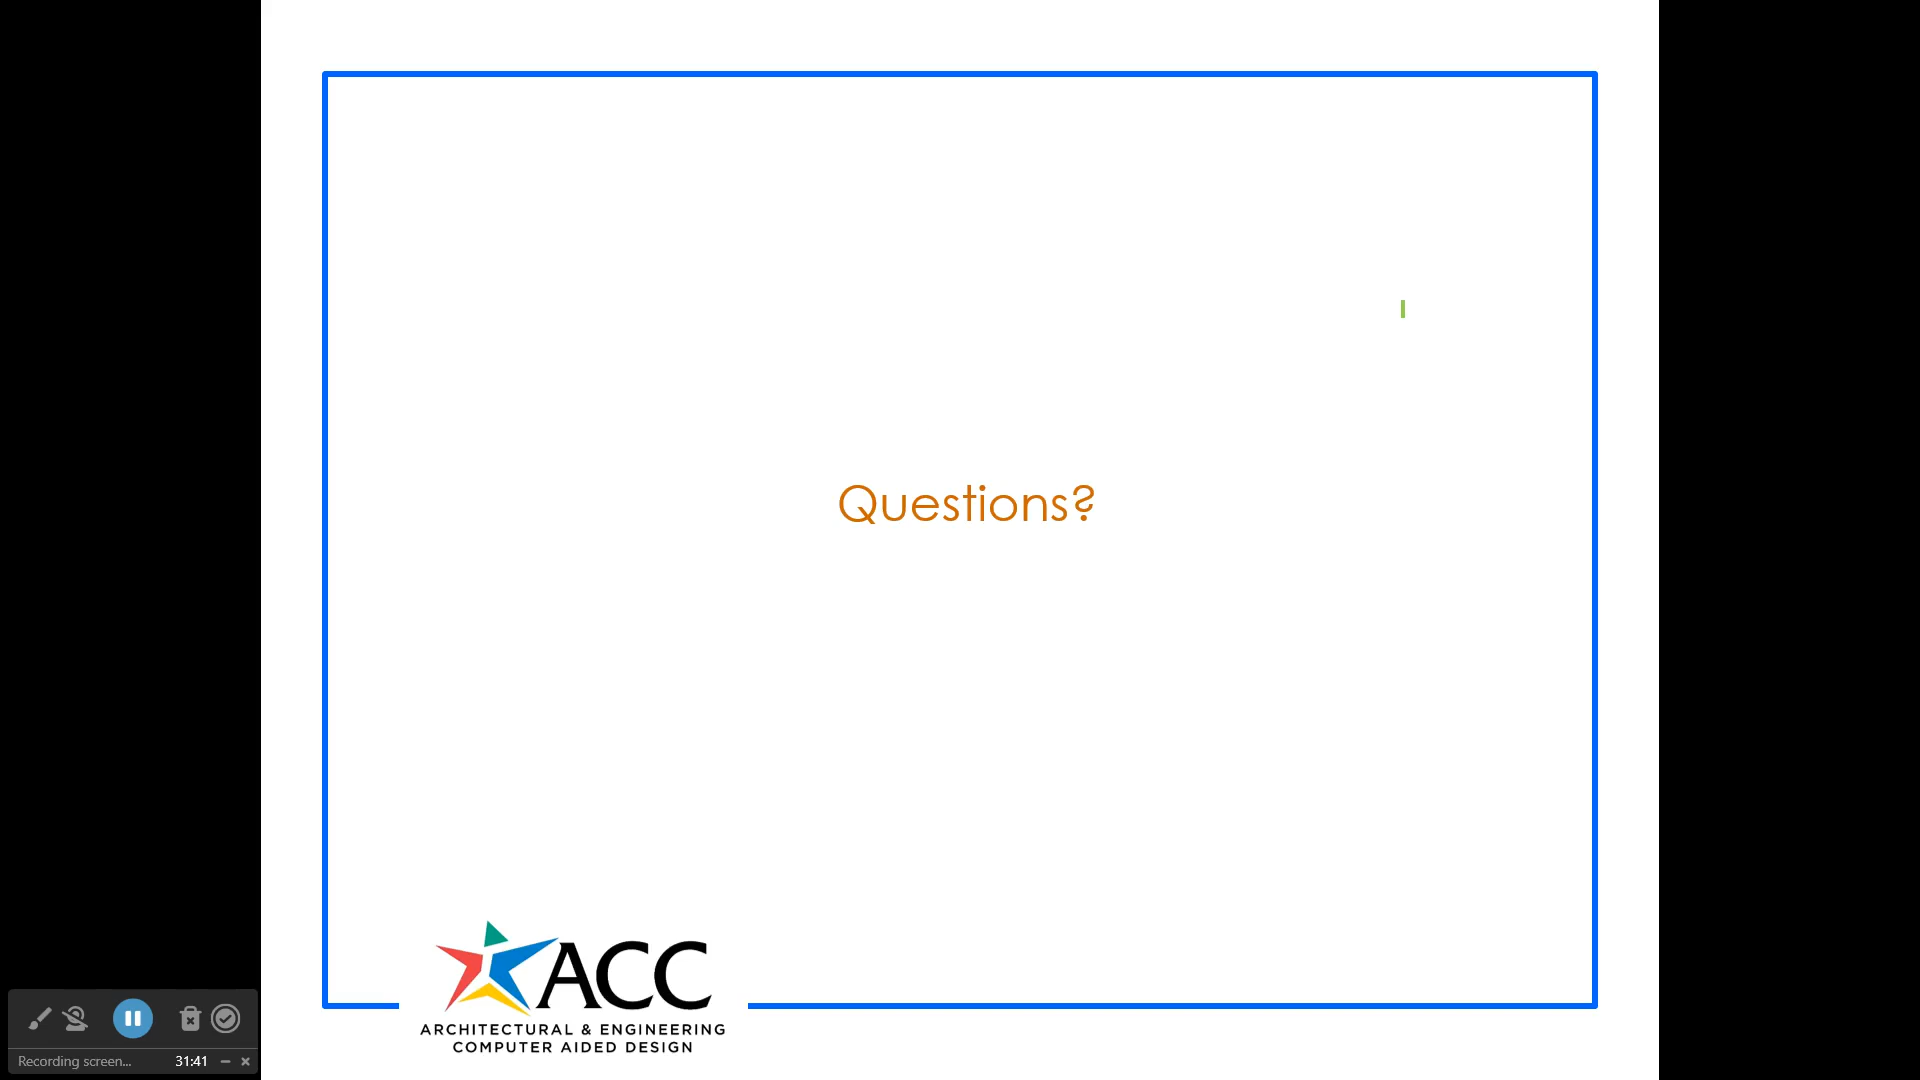 Questions?
ACC
ARCHITECTURAL & ENGINEERING
COMPUTER AIDED DESIGN
Recording screen... 31:41